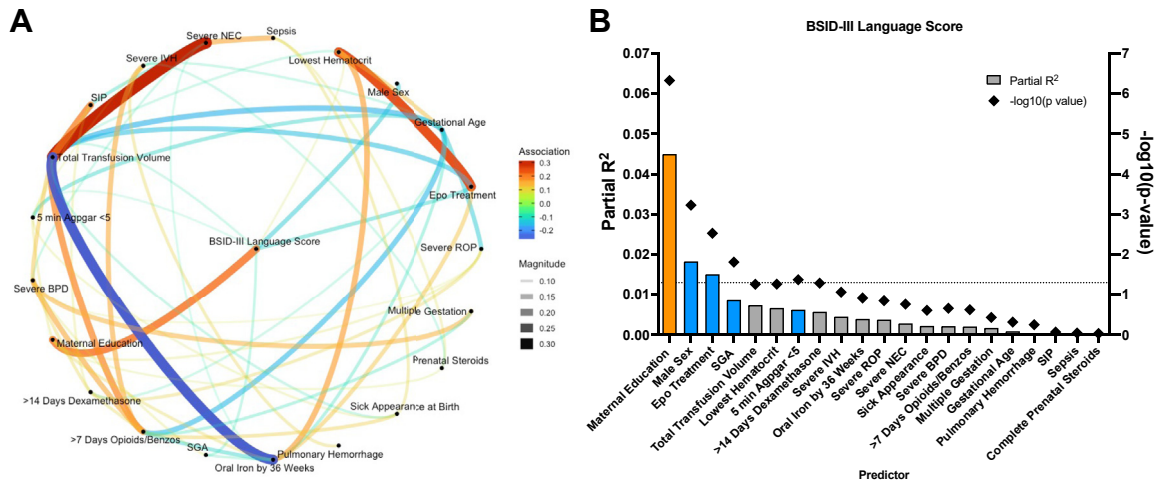 A
Severe NEC
Sepsis
Severe IVH
Lowest Hematocrit
SIP
Male Sex
Gestational Age
Total Transfusion Volume
Epo Treatment
5 min Agpgar <5
BSID-III Language Score
Severe ROP
Severe BPD
Multiple Gestation
Maternal Education
Prenatal Steroids
>14 Days Dexamethasone
Sick Appearance at Birth
>7 Days Opioids/Benzos
SGA
Pulmonary Hemorrhage
Oral Iron by 36 Weeks
Association
0.3
0.2
0.1
0.0
-0.1
-0.2
Magnitude
0.10
0.15
0.20
0.25
0.30
B
BSID-III Language Score
Partial R²
-log10(p value)
Partial R²
0.07
0.06
0.05
0.04
0.03
0.02
0.01
0.00
7
6
5
4
3
2
1
0
-log10(p-value)
Maternal Education
Male Sex
Epo Treatment
SGA
Total Transfusion Volume
Lowest Hematocrit
5 min Agpgar<5
>14 Days Dexamethasone
Severe IVH
Oral Iron by 36 Weeks
Severe ROP
Severe NEC
Sick Appearance
Severe BPD
>7 Days Opioids/Benzos
Multiple Gestation
Gestational Age
Pulmonary Hemorrhage
SIP
Sepsis
Complete Prenatal Steroids
Predictor